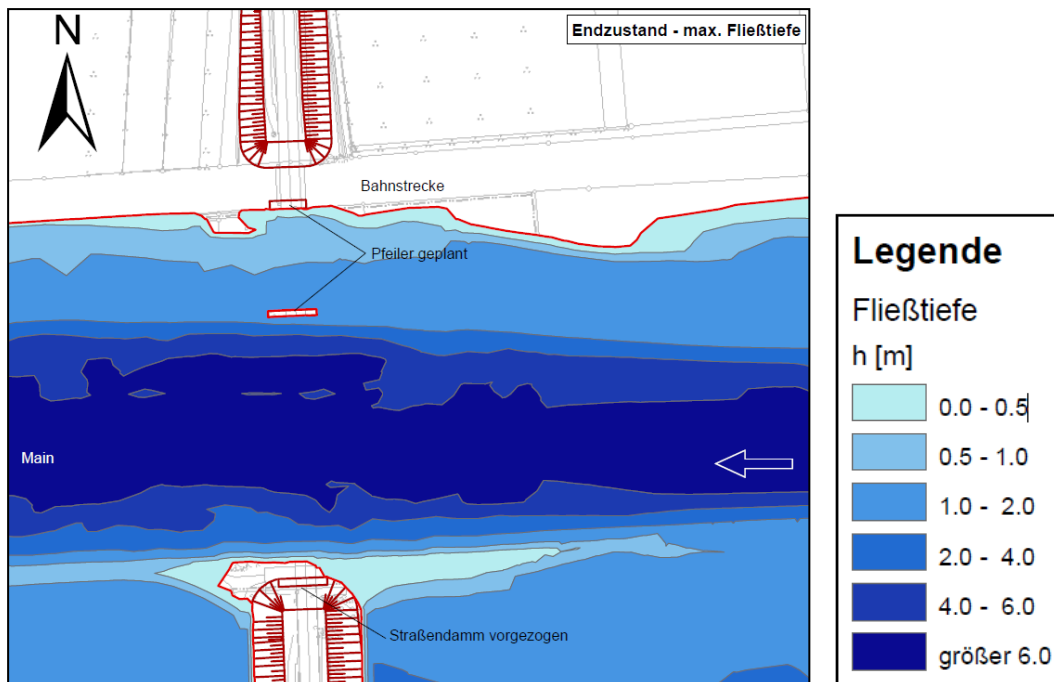 Endzustand - max. Fließtiefe
N
Bahnstrecke
Pfeiler geplant
Main
Straßendamm vorgezogen
Legende
Fließtiefe
h [m]
0.0 - 0.5
0.5 - 1.0
1.0 - 2.0
2.0 - 4.0
4.0 - 6.0
größer 6.0